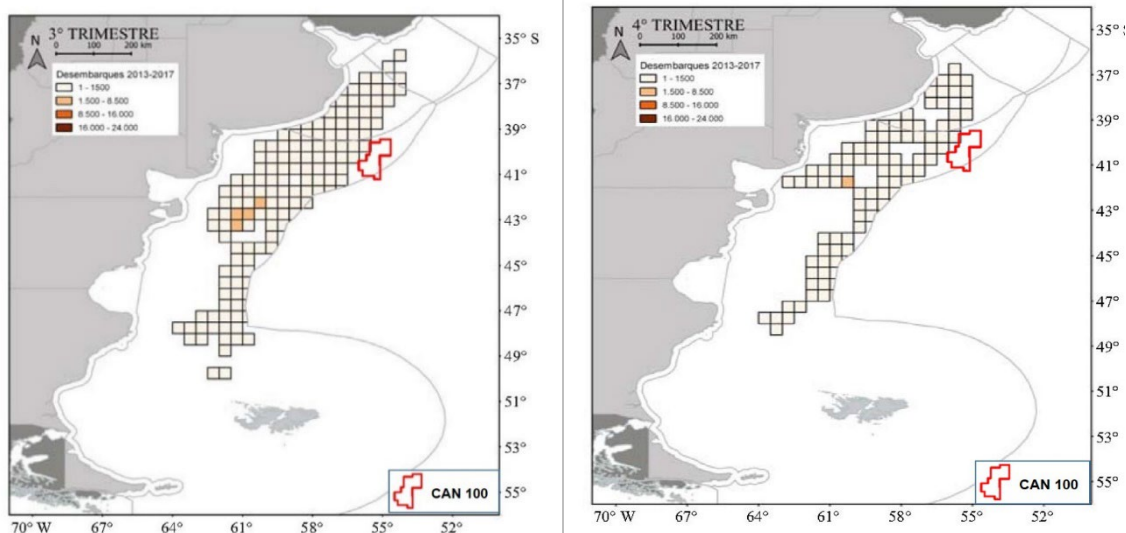 3° TRIMESTRE
N
0 100 200 km
Desembarques 2013-2017
1 - 1500
1.500 - 8.500
8.500 - 16.000
16.000 - 24.000
35° S
37°
39°
41°
43°
45°
47°
49°
51°
53°
55°
CAN 100
70° W 67° 64° 61° 58° 55° 52°
4° TRIMESTRE
N
0 100 200 km
Desembarques 2013-2017
1 - 1500
1.500 - 8.500
8.500 - 16.000
16.000 - 24.000
35° S
37°
39°
41°
43°
45°
47°
49°
51°
53°
55°
CAN 100
70° W 67° 64° 61° 58° 55° 52°